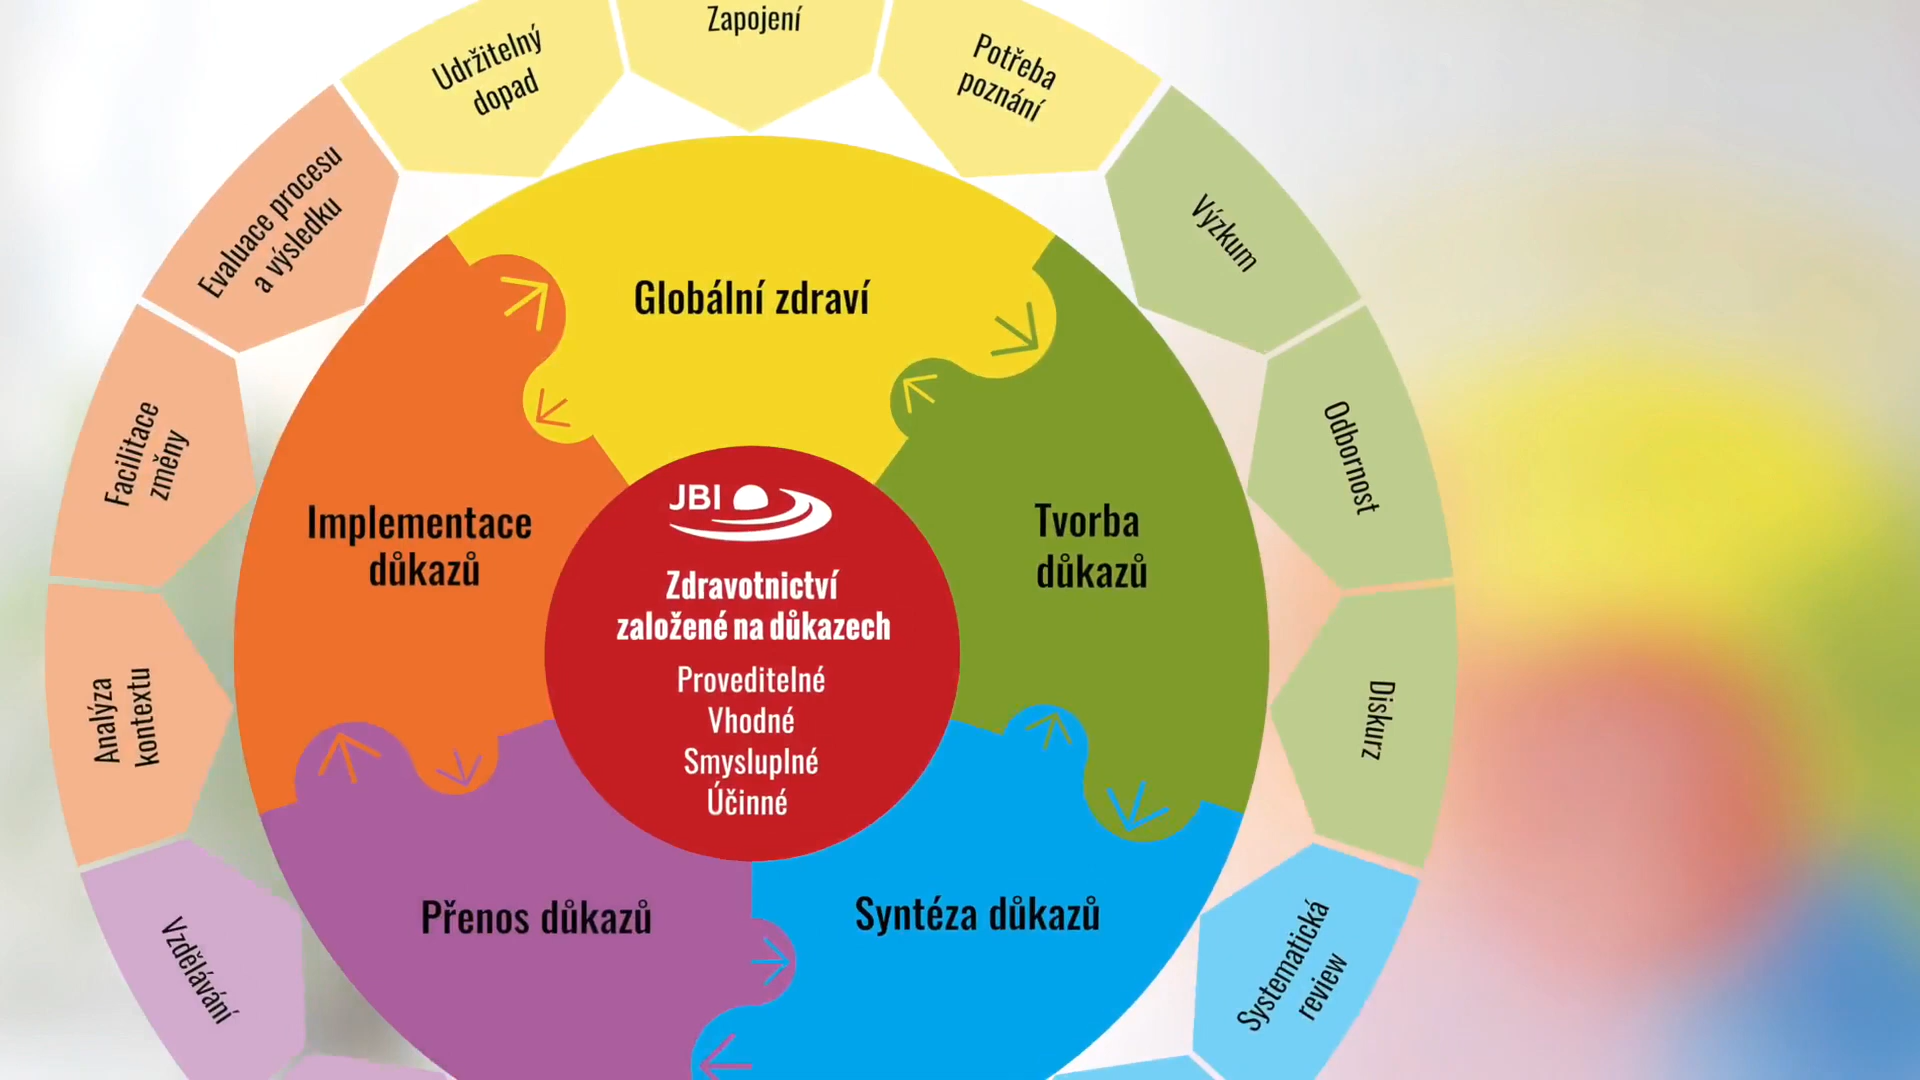 Zapojení
Udržitelný
dopad
Potřeba
poznání
Evaluace procesu
a výsledku
Výzkum
Globální zdraví
Facilitace
změny
Odbornost
Implementace
důkazů
Tvorba
důkazů
JBI
Zdravotnictví
založené na důkazech
Proveditelné
Vhodné
Smysluplné
Účinné
Analýza
kontextu
Diskurz
Přenos důkazů
Syntéza důkazů
Vzdělávání
Systematická
review